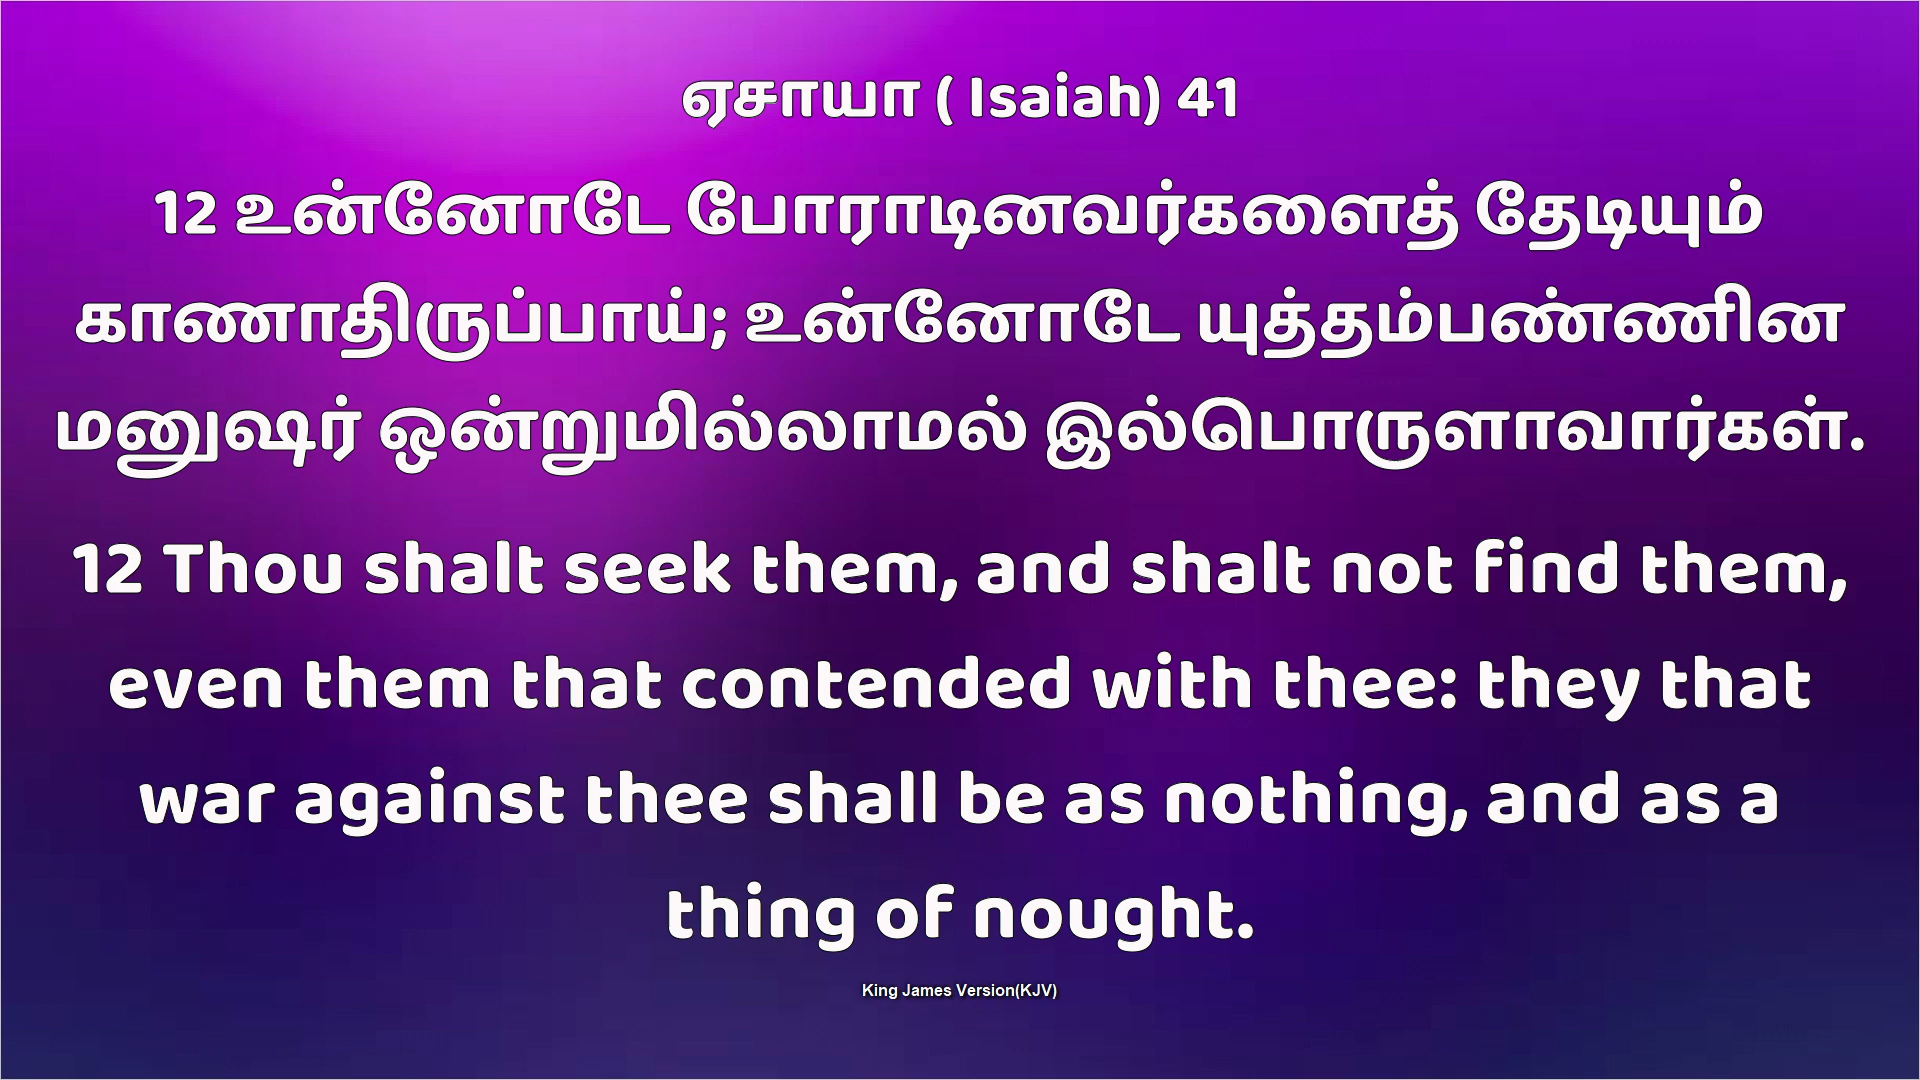 ஏசாயா ( Isaiah) 41
12 உன்னோடே போராடினவர்களைத் தேடியும்
காணாதிருப்பாய்; உன்னோடே யுத்தம்பண்ணின
மனுஷர் ஒன்றுமில்லாமல் இல்பொருளாவார்கள்.
12 Thou shalt seek them, and shalt not find them,
even them that contended with thee: they that
war against thee shall be as nothing, and as a
thing of nought.
King James Version(KJV)